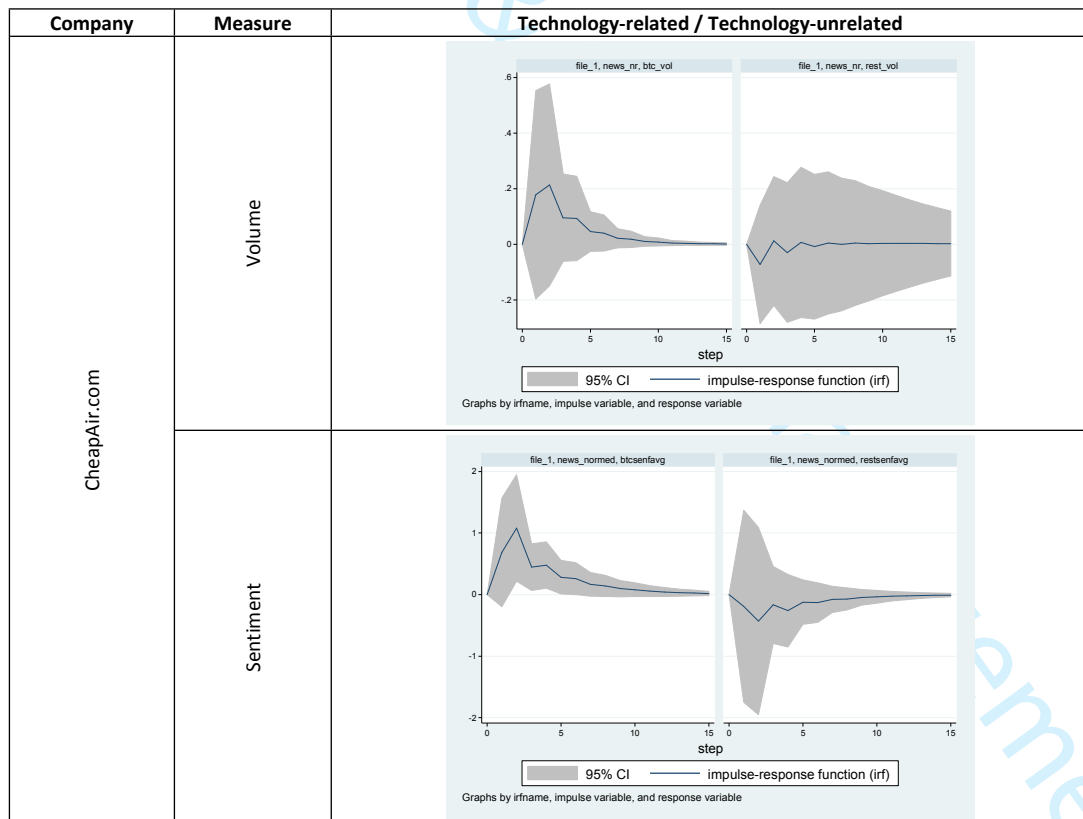 Company Measure Technology-related / Technology-unrelated
CheapAir.com
Volume
file_1, news_nr, btc_vol file_1, news_nr, rest_vol
.6
.4
.2
0
-.2
0 5 10 15 0 5 10 15
step
95% CI impulse-response function (irf)
Graphs by irfname, impulse variable, and response variable
Sentiment
file_1, news_normed, btcsenfavg file_1, news_normed, restsenfavg
2
1
0
-1
-2
0 5 10 15 0 5 10 15
step
95% CI impulse-response function (irf)
Graphs by irfname, impulse variable, and response variable